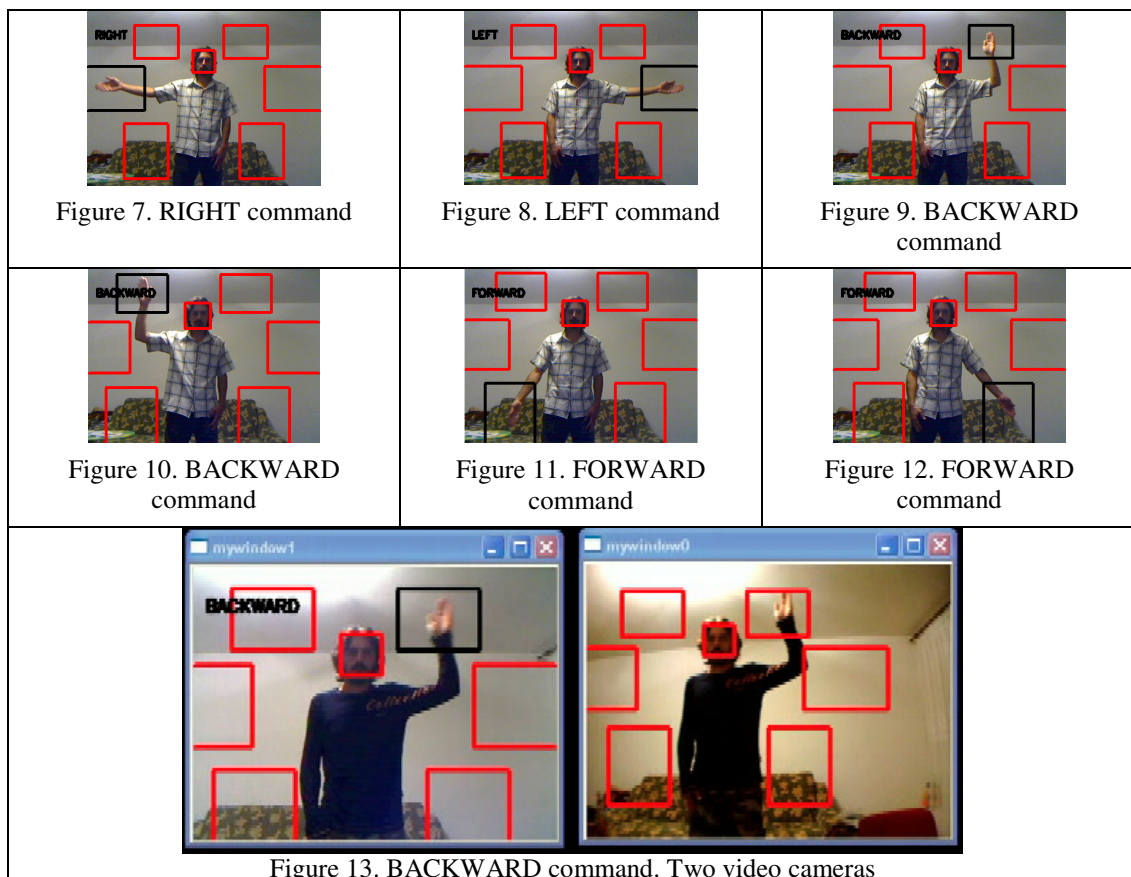 RIGHT
Figure 7. RIGHT command
LEFT
Figure 8. LEFT command
BACKWARD
Figure 9. BACKWARD
command
BACKWARD
Figure 10. BACKWARD
command
FORWARD
Figure 11. FORWARD
command
FORWARD
Figure 12. FORWARD
command
mywindow1
BACKWARD
mywindow0
Figure 13. BACKWARD command. Two video cameras